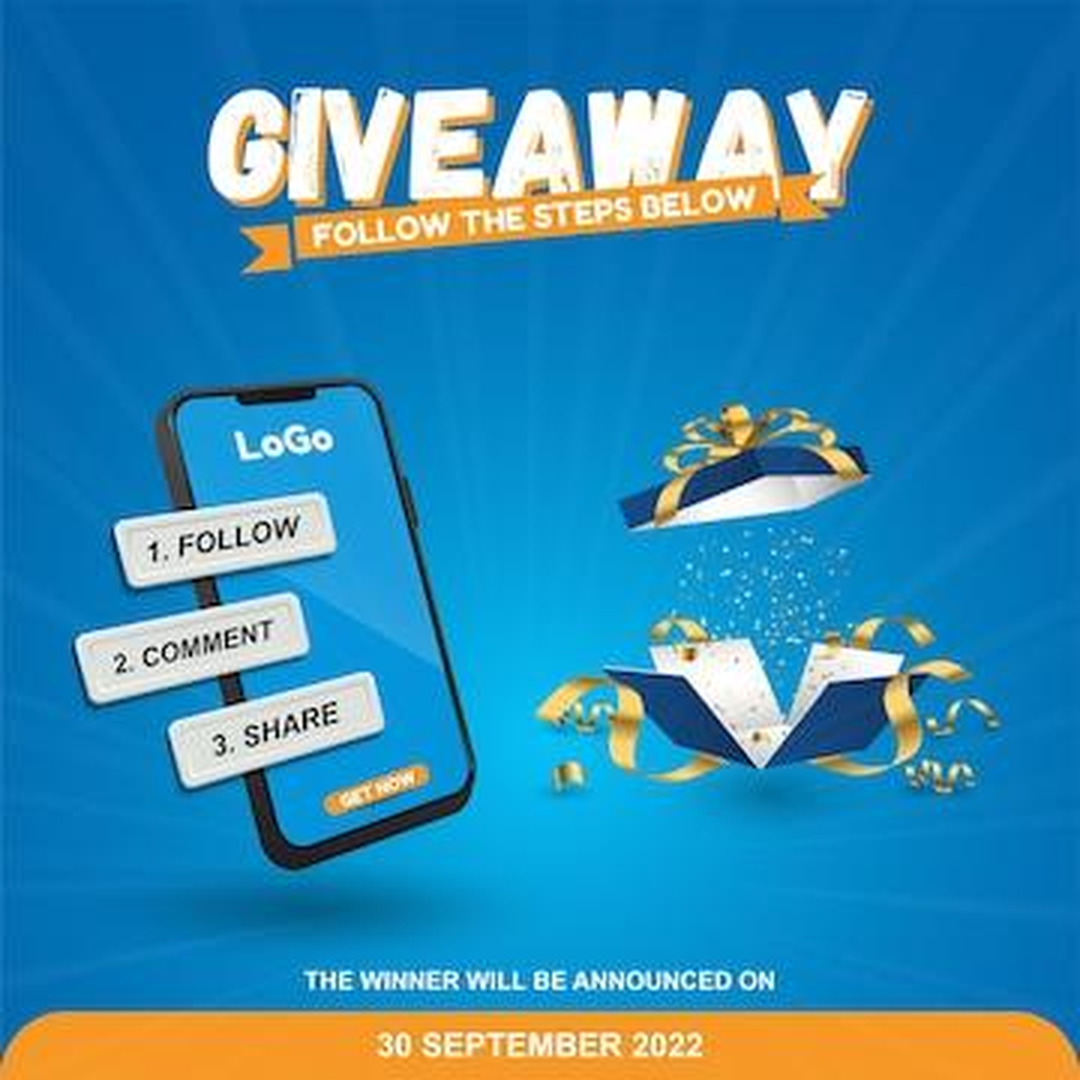 GIVEAWAY
FOLLOW THE STEPS BELOW
LoGo
1. FOLLOW
2. COMMENT
3. SHARE
GET NOW
THE WINNER WILL BE ANNOUNCED ON
30 SEPTEMBER 2022